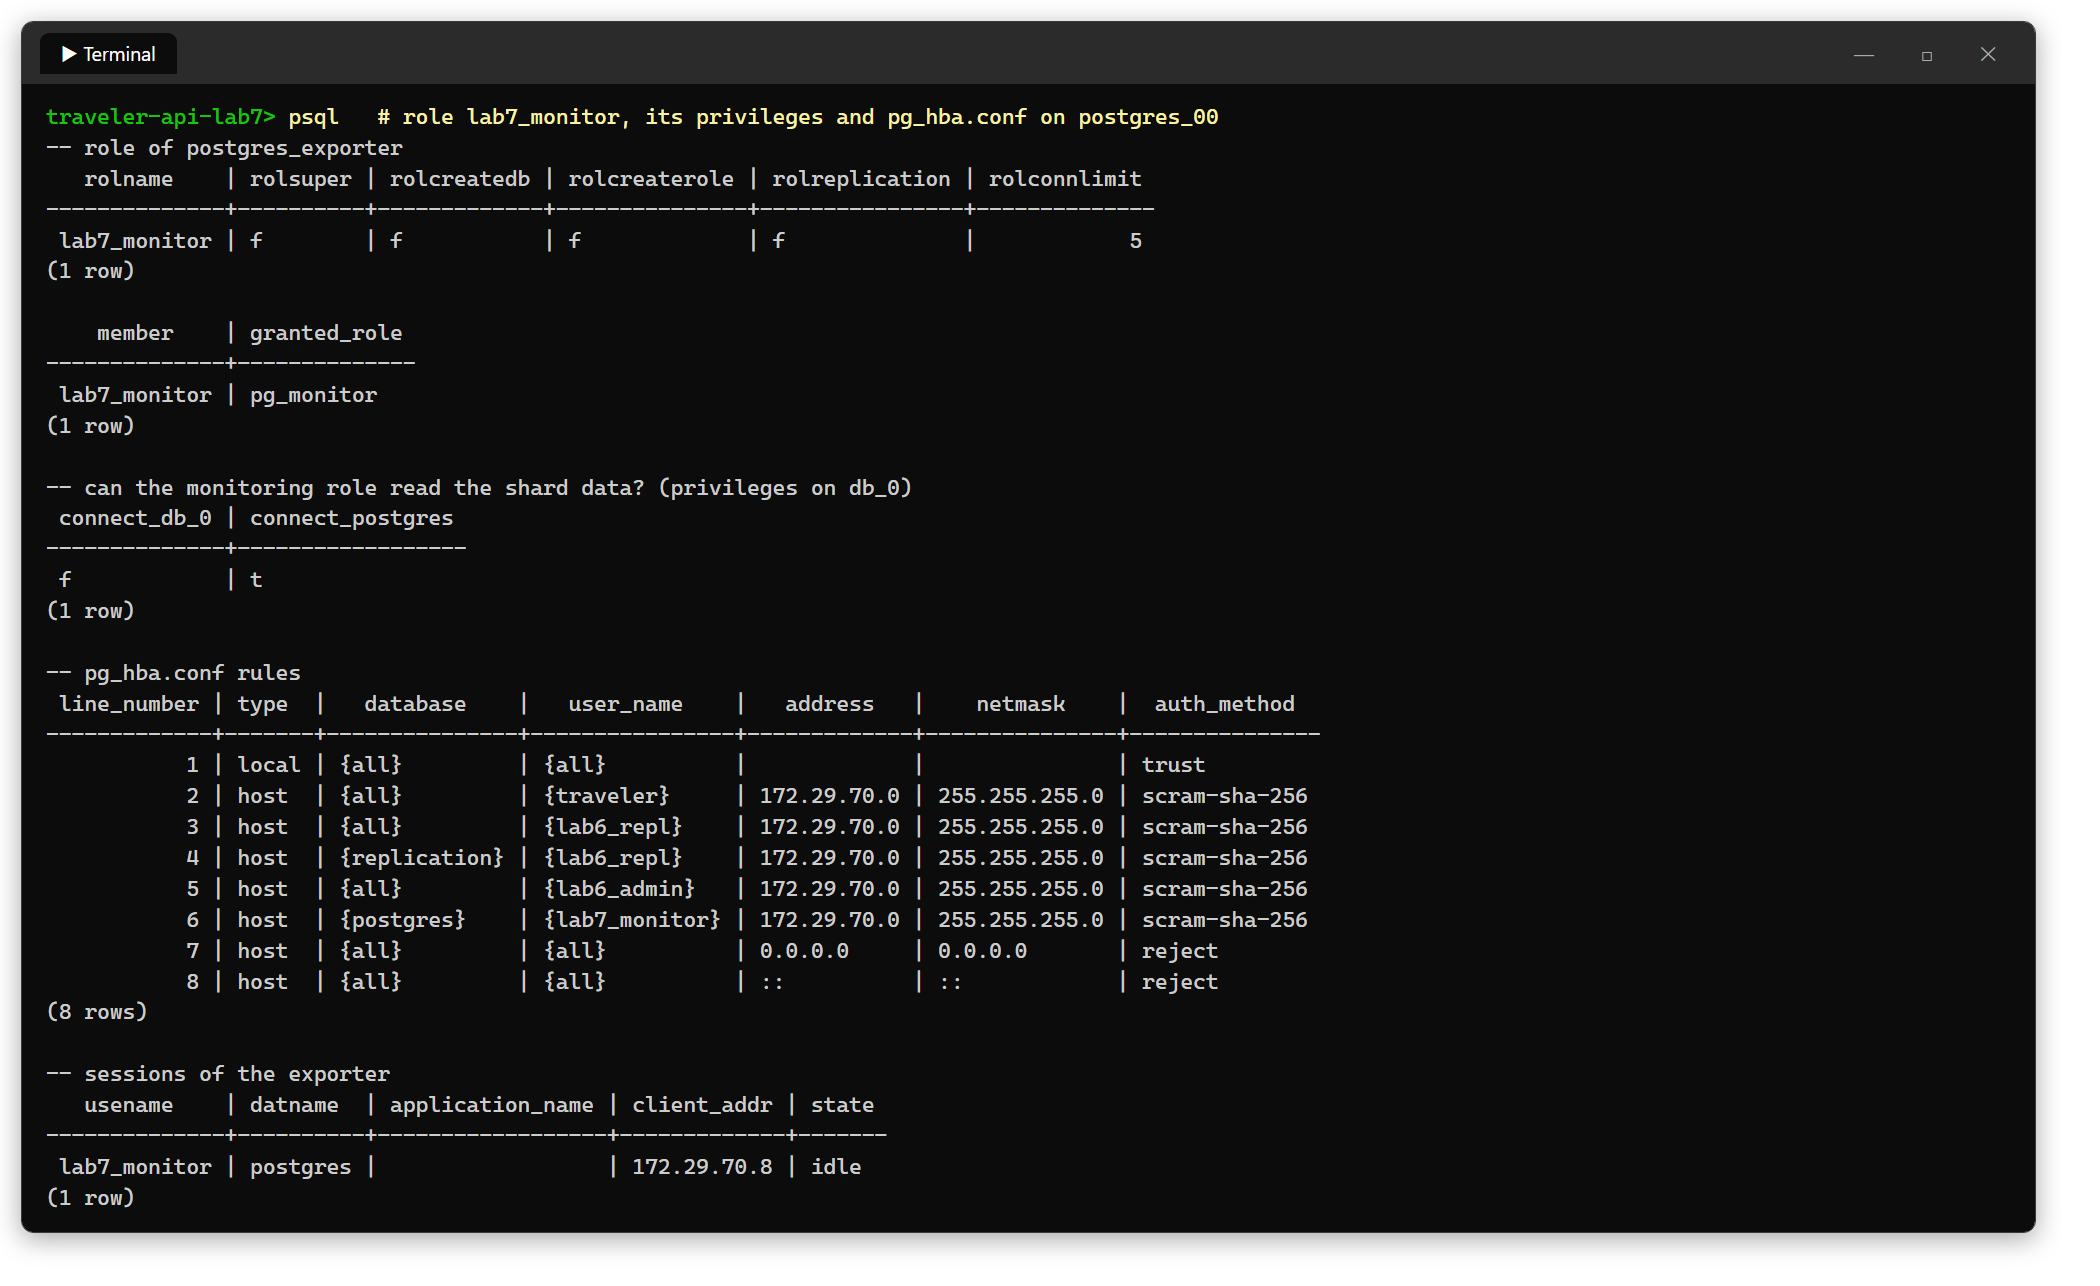 ▶ Terminal
traveler-api-lab7> psql   # role lab7_monitor, its privileges and pg_hba.conf on postgres_00
-- role of postgres_exporter
   rolname    | rolsuper | rolcreatedb | rolcreaterole | rolreplication | rolconnlimit
--------------+----------+-------------+---------------+----------------+--------------
 lab7_monitor | f        | f           | f             | f              |            5
(1 row)

    member    | granted_role
--------------+--------------
 lab7_monitor | pg_monitor
(1 row)

-- can the monitoring role read the shard data? (privileges on db_0)
 connect_db_0 | connect_postgres
--------------+------------------
 f            | t
(1 row)

-- pg_hba.conf rules
 line_number | type  |   database    |   user_name    |   address   |    netmask    |  auth_method
-------------+-------+---------------+----------------+-------------+---------------+---------------
           1 | local | {all}         | {all}          |             |               | trust
           2 | host  | {all}         | {traveler}     | 172.29.70.0 | 255.255.255.0 | scram-sha-256
           3 | host  | {all}         | {lab6_repl}    | 172.29.70.0 | 255.255.255.0 | scram-sha-256
           4 | host  | {replication} | {lab6_repl}    | 172.29.70.0 | 255.255.255.0 | scram-sha-256
           5 | host  | {all}         | {lab6_admin}   | 172.29.70.0 | 255.255.255.0 | scram-sha-256
           6 | host  | {postgres}    | {lab7_monitor} | 172.29.70.0 | 255.255.255.0 | scram-sha-256
           7 | host  | {all}         | {all}          | 0.0.0.0     | 0.0.0.0       | reject
           8 | host  | {all}         | {all}          | ::          | ::            | reject
(8 rows)

-- sessions of the exporter
   usename    | datname  | application_name | client_addr | state
--------------+----------+------------------+-------------+-------
 lab7_monitor | postgres |                  | 172.29.70.8 | idle
(1 row)